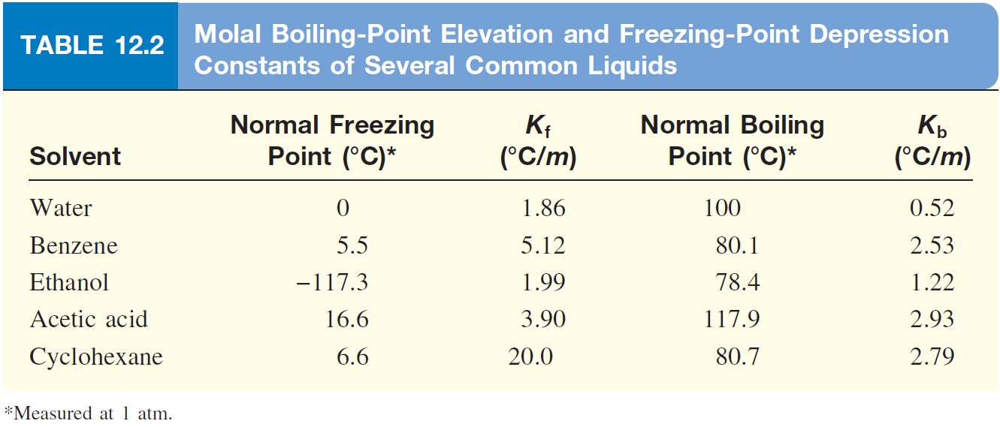 TABLE 12.2
Molal Boiling-Point Elevation and Freezing-Point Depression
Constants of Several Common Liquids
Normal Freezing Kf Normal Boiling Kb
Solvent Point (°C)* (°C/m) Point (°C)* (°C/m)
Water 0 1.86 100 0.52
Benzene 5.5 5.12 80.1 2.53
Ethanol −117.3 1.99 78.4 1.22
Acetic acid 16.6 3.90 117.9 2.93
Cyclohexane 6.6 20.0 80.7 2.79
*Measured at 1 atm.